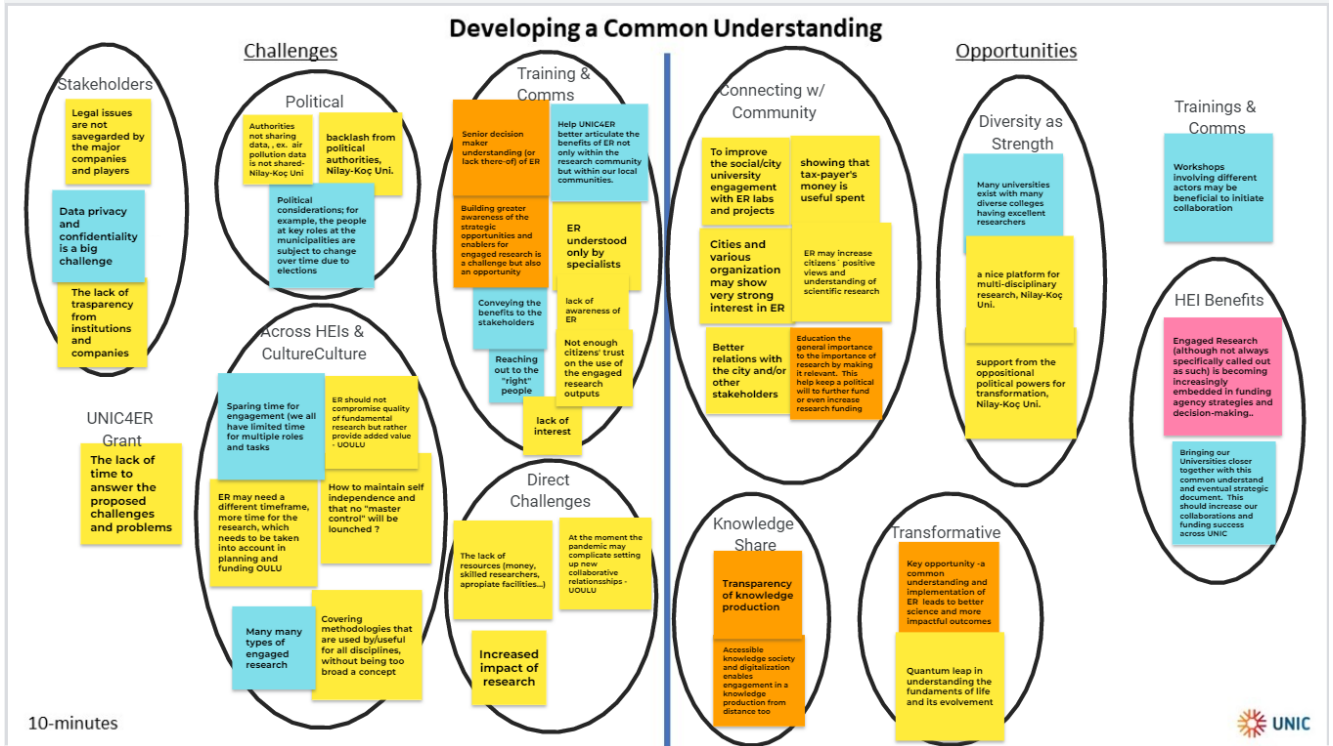 Developing a Common Understanding
Challenges
Stakeholders
Legal issues are
not savegarded by
the major
companies
and players
Data privacy
and
confidentiality
is a big
challenge
The lack of
trasparency
from
institutions
and
companies
Political
Authorities
not sharing
data, , ex. air
pollution data
is not shared-
Nilay-Koç Uni
backlash from
political
authorities,
Nilay-Koç Uni.
Political
considerations; for
example, the people
at key roles at the
municipalities are
subject to change
over time due to
elections
Training &
Comms
Senior decision
maker
understanding (or
lack there-of) of ER
Help UNIC4ER
better articulate the
benefits of ER not
only within the
research community
but within our local
communities.
Building greater
awareness of the
strategic
opportunities and
enablers for
engaged research is
a challenge but also
an opportunity
ER
understood
only by
specialists
Conveying the
benefits to the
stakeholders
lack of
awareness of
ER
Reaching
out to the
"right"
people
Not enough
citizens' trust
on the use of
the engaged
research
outputs
lack of
interest
UNIC4ER
Grant
The lack of
time to
answer the
proposed
challenges
and problems
Across HEIs &
CultureCulture
Sparing time for
engagement (we all
have limited time
for multiple roles
and tasks
ER should not
compromise quality
of fundamental
research but rather
provide added value
- UOULU
ER may need a
different timeframe,
more time for the
research, which
needs to be taken
into account in
planning and
funding OULU
How to maintain self
independence and
that no "master
control" will be
lounched ?
Many many
types of
engaged
research
Covering
methodologies that
are used by/useful
for all disciplines,
without being too
broad a concept
Direct
Challenges
The lack of
resources (money,
skilled researchers,
apropiate facilities...)
At the moment the
pandemic may
complicate setting
up new
collaborative
relationsships -
UOULU
Increased
impact of
research
10-minutes
Opportunities
Connecting w/
Community
To improve
the social/city
university
engagement
with ER labs
and projects
showing that
tax-payer's
money is
useful spent
Cities and
various
organization
may show
very strong
interest in ER
ER may increase
citizens´ positive
views and
understanding of
scientific research
Better
relations with
the city and/or
other
stakeholders
Education the
general importance
to the importance of
research by making
it relevant. This
help keep a political
will to further fund
or even increase
research funding
Diversity as
Strength
Many universities
exist with many
diverse colleges
having excellent
researchers
a nice platform for
multi-disciplinary
research, Nilay-Koç
Uni.
support from the
oppositional
political powers for
transformation,
Nilay-Koç Uni.
Trainings &
Comms
Workshops
involving different
actors may be
beneficial to initiate
collaboration
HEI Benefits
Engaged Research
(although not always
specifically called out
as such) is becoming
increasingly
embedded in funding
agency strategies and
decision-making..
Bringing our
Universities closer
together with this
common understand
and eventual strategic
document. This
should increase our
collaborations and
funding success
across UNIC
Knowledge
Share
Transparency
of knowledge
production
Accessible
knowledge society
and digitalization
enables
engagement in a
knowledge
production from
distance too
Transformative
Key opportunity -a
common
understanding and
implementation of
ER leads to better
science and more
impactful outcomes
Quantum leap in
understanding the
fundaments of life
and its evolvement
UNIC